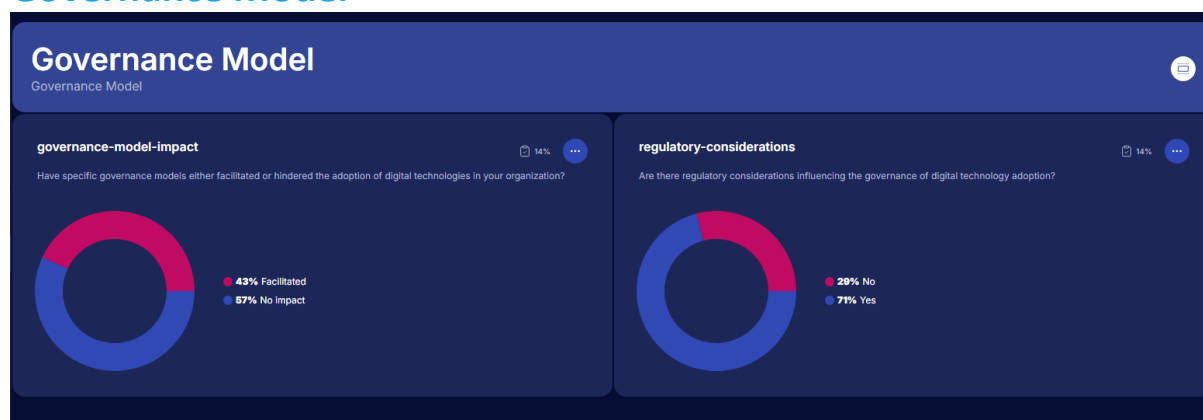 Governance Model
Governance Model
Governance Model
governance-model-impact
14%
Have specific governance models either facilitated or hindered the adoption of digital technologies in your organization?
43% Facilitated
57% No impact
regulatory-considerations
14%
Are there regulatory considerations influencing the governance of digital technology adoption?
29% No
71% Yes